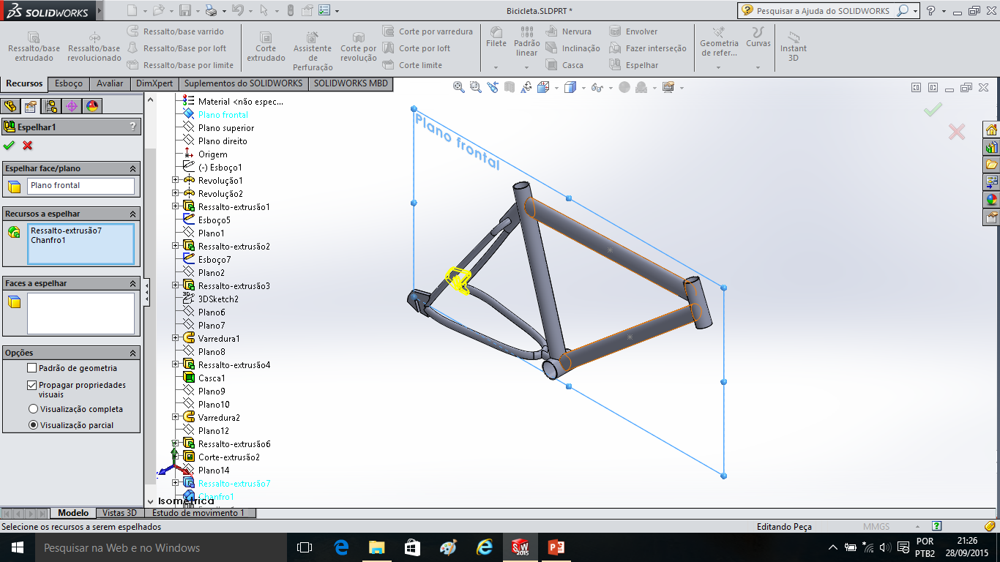 SOLIDWORKS
Bicicleta.SLDPRT *
Pesquisar a Ajuda do SOLIDWORKS
Ressalto/base extrudado
Ressalto/base revolucionado
Ressalto/base varrido
Ressalto/Base por loft
Ressalto/Base por limite
Corte extrudado
Assistente de Perfuração
Corte por revolução
Corte por varredura
Corte por loft
Corte limite
Filete
Padrão linear
Nervura
Inclinação
Casca
Envolver
Fazer interseção
Espelhar
Geometria de refer...
Curvas
Instant 3D
Recursos
Esboço
Avaliar
DimXpert
Suplementos do SOLIDWORKS
SOLIDWORKS MBD
Espelhar1
?
Espelhar face/plano
Plano frontal
Recursos a espelhar
Ressalto-extrusão7
Chanfro1
Faces a espelhar
Opções
Padrão de geometria
Propagar propriedades
visuais
Visualização completa
Visualização parcial
Material <não espec...
Plano frontal
Plano superior
Plano direito
Origem
(-) Esboço1
Revolução1
Revolução2
Ressalto-extrusão1
Esboço5
Plano1
Ressalto-extrusão2
Esboço7
Plano2
Ressalto-extrusão3
3DSketch2
Plano6
Plano7
Varredura1
Plano8
Ressalto-extrusão4
Casca1
Plano9
Plano10
Varredura2
Plano12
Ressalto-extrusão6
Corte-extrusão2
Plano14
Ressalto-extrusão7
Chanfro1
Isométrica
Plano frontal
Modelo
Vistas 3D
Estudo de movimento 1
Selecione os recursos a serem espelhados
Editando Peça
MMGS
Pesquisar na Web e no Windows
SW
2015
POR
PTB2
21:26
28/09/2015